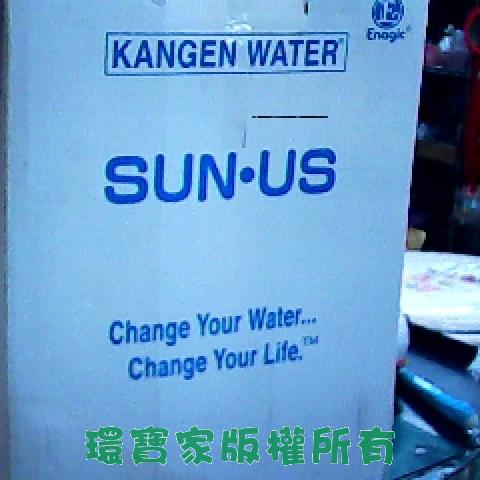 Enagic®
KANGEN WATER®
SUN•US
Change Your Water...
Change Your Life.™
環寶家版權所有